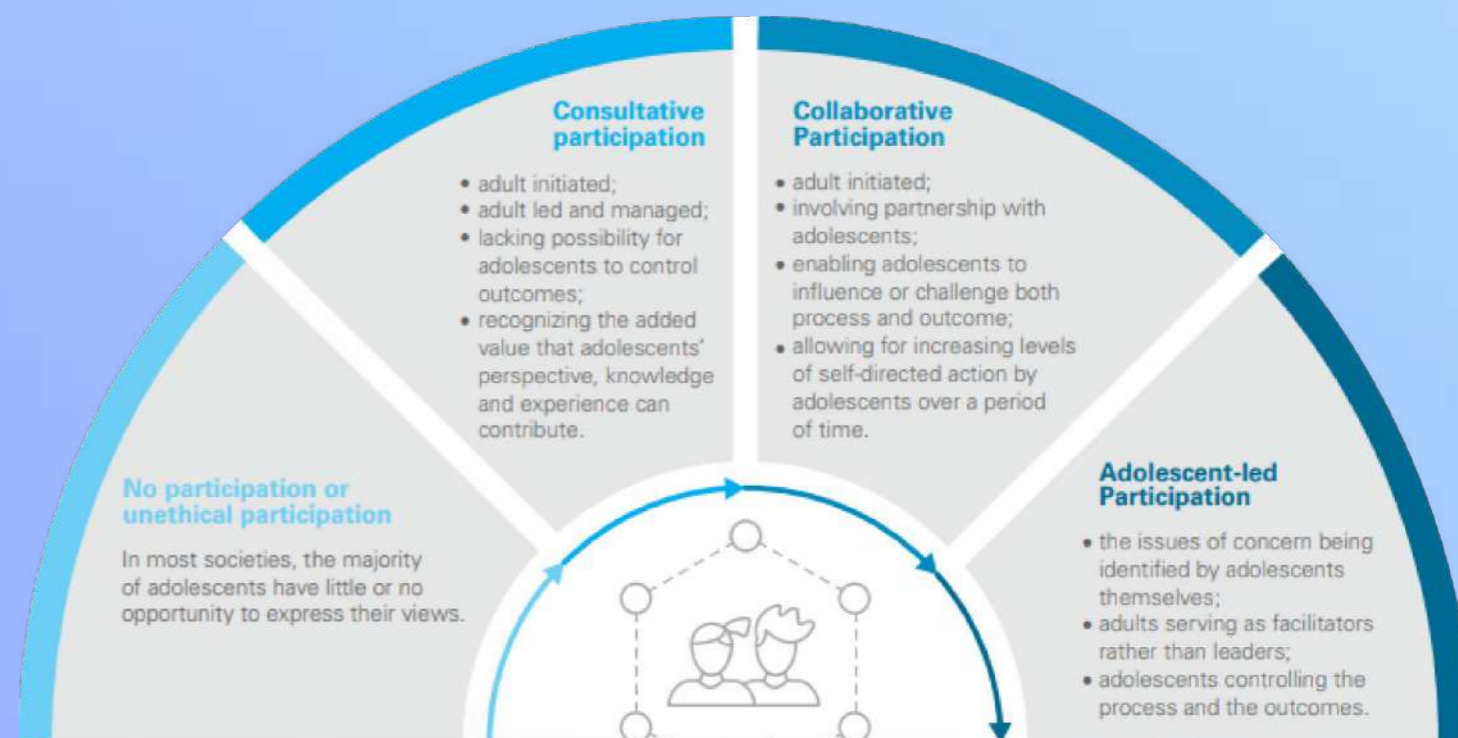 Consultative
participation
• adult initiated;
• adult led and managed;
• lacking possibility for
adolescents to control
outcomes;
• recognizing the added
value that adolescents'
perspective, knowledge
and experience can
contribute.
Collaborative
Participation
• adult initiated;
• involving partnership with
adolescents;
• enabling adolescents to
influence or challenge both
process and outcome;
• allowing for increasing levels
of self-directed action by
adolescents over a period
of time.
No participation or
unethical participation
In most societies, the majority
of adolescents have little or no
opportunity to express their views.
Adolescent-led
Participation
• the issues of concern being
identified by adolescents
themselves;
• adults serving as facilitators
rather than leaders;
• adolescents controlling the
process and the outcomes.